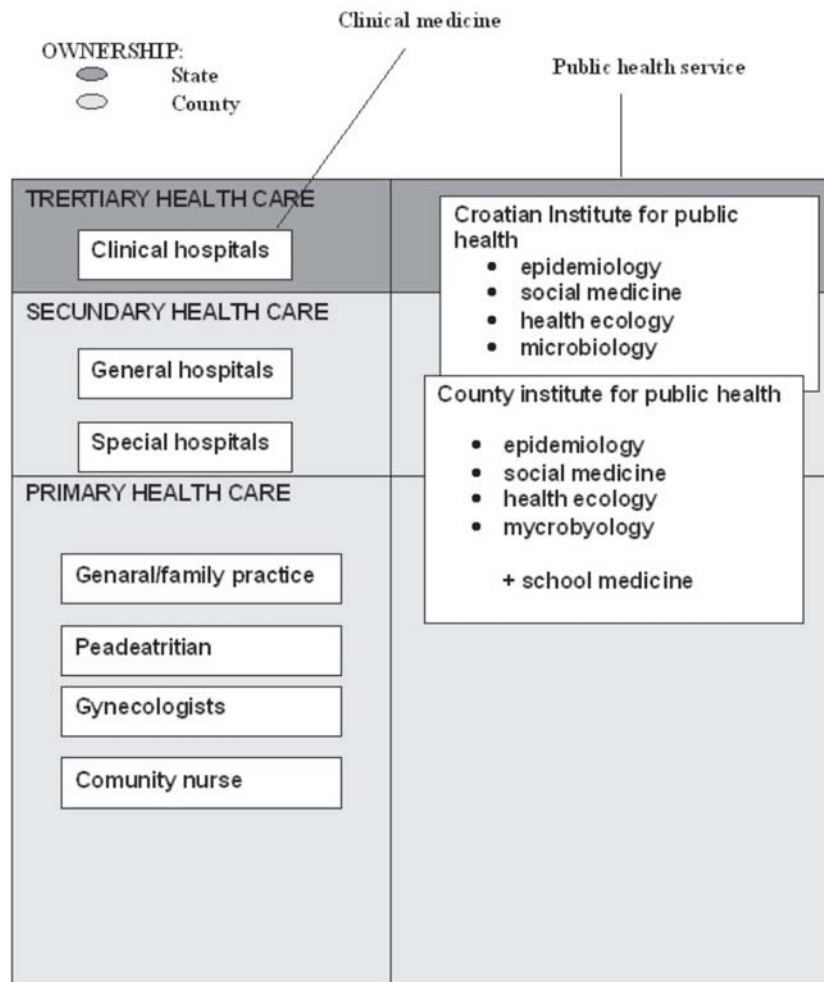 Clinical medicine
OWNERSHIP:
State
County
Public health service
TRERTIARY HEALTH CARE
Clinical hospitals
SECUNDARY HEALTH CARE
General hospitals
Special hospitals
PRIMARY HEALTH CARE
Genaral/family practice
Peadeatritian
Gynecologists
Comunity nurse
Croatian Institute for public
health
• epidemiology
• social medicine
• health ecology
• microbiology
County institute for public health
• epidemiology
• social medicine
• health ecology
• mycrobyology
+ school medicine